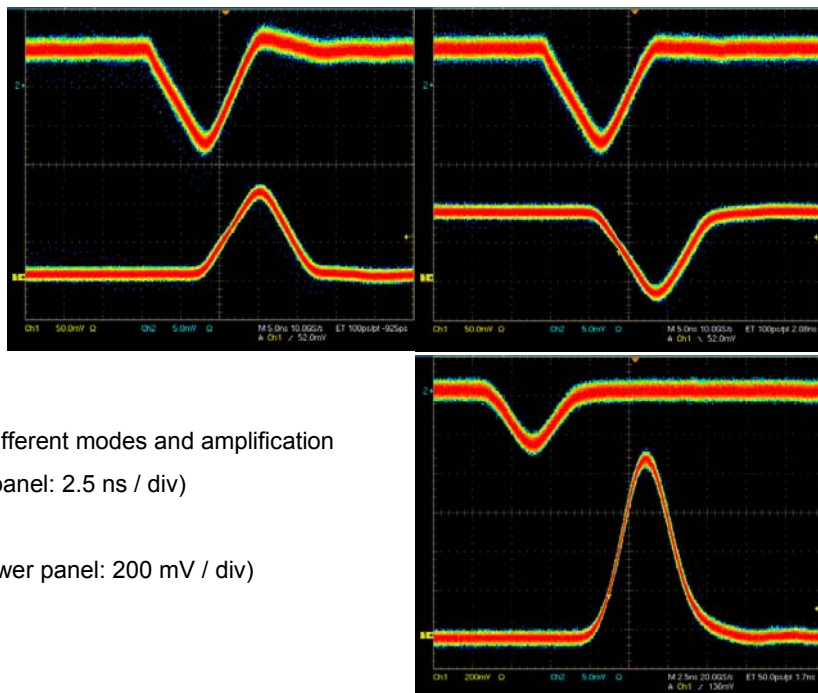 Ch1 50.0mV Ω Ch2 5.0mV Ω M 5.0ns 10.0GS/s ET 100ps/pt -925ps
A Ch1 / 52.0mV
Ch1 50.0mV Ω Ch2 5.0mV Ω M 5.0ns 10.0GS/s ET 100ps/pt 2.08ns
A Ch1 \ 52.0mV
fferent modes and amplification
panel: 2.5 ns / div)
wer panel: 200 mV / div)
Ch1 200mV Ω Ch2 5.0mV Ω M 2.5ns 20.0GS/s ET 50.0ps/pt 1.7ns
A Ch1 / 136mV